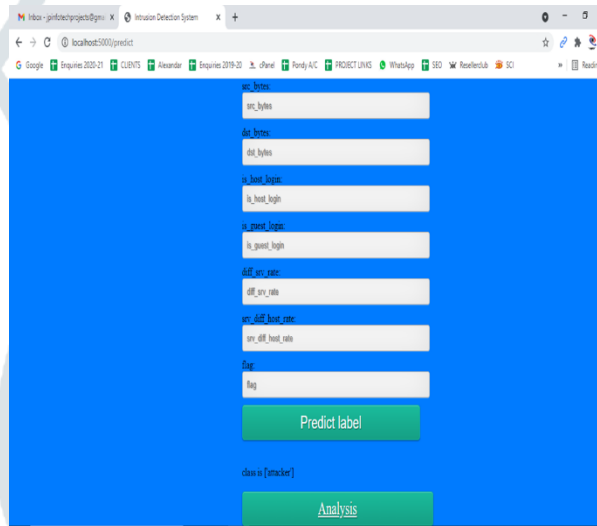 Inbox - jpinfotechprojects@gma
Intrusion Detection System
localhost:5000/predict
Google Enquiries 2020-21 CLIENTS Alexandar Enquiries 2019-20 cPanel Pondy A/C PROJECT LINKS WhatsApp SEO Resellerclub SCI » Readin
src_bytes:
src_bytes
dst_bytes:
dst_bytes
is_host_login:
is_host_login
is_guest_login:
is_guest_login
diff_srv_rate:
diff_srv_rate
srv_diff_host_rate:
srv_diff_host_rate
flag:
flag
Predict label
class is ['attacker']
Analysis